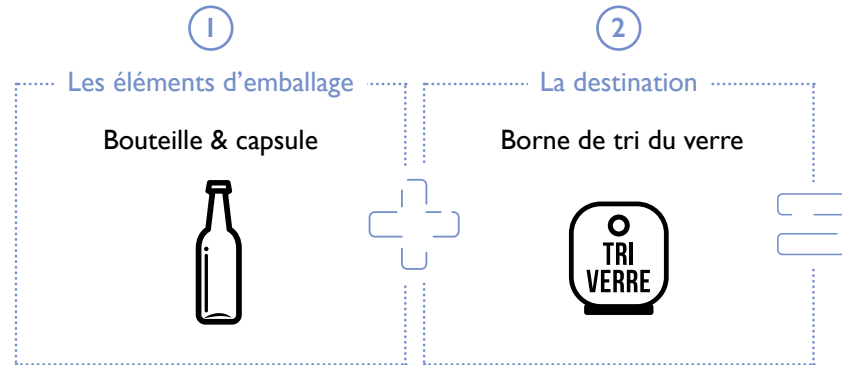 1
2
Les éléments d’emballage
La destination
Bouteille & capsule
Borne de tri du verre
TRI
VERRE